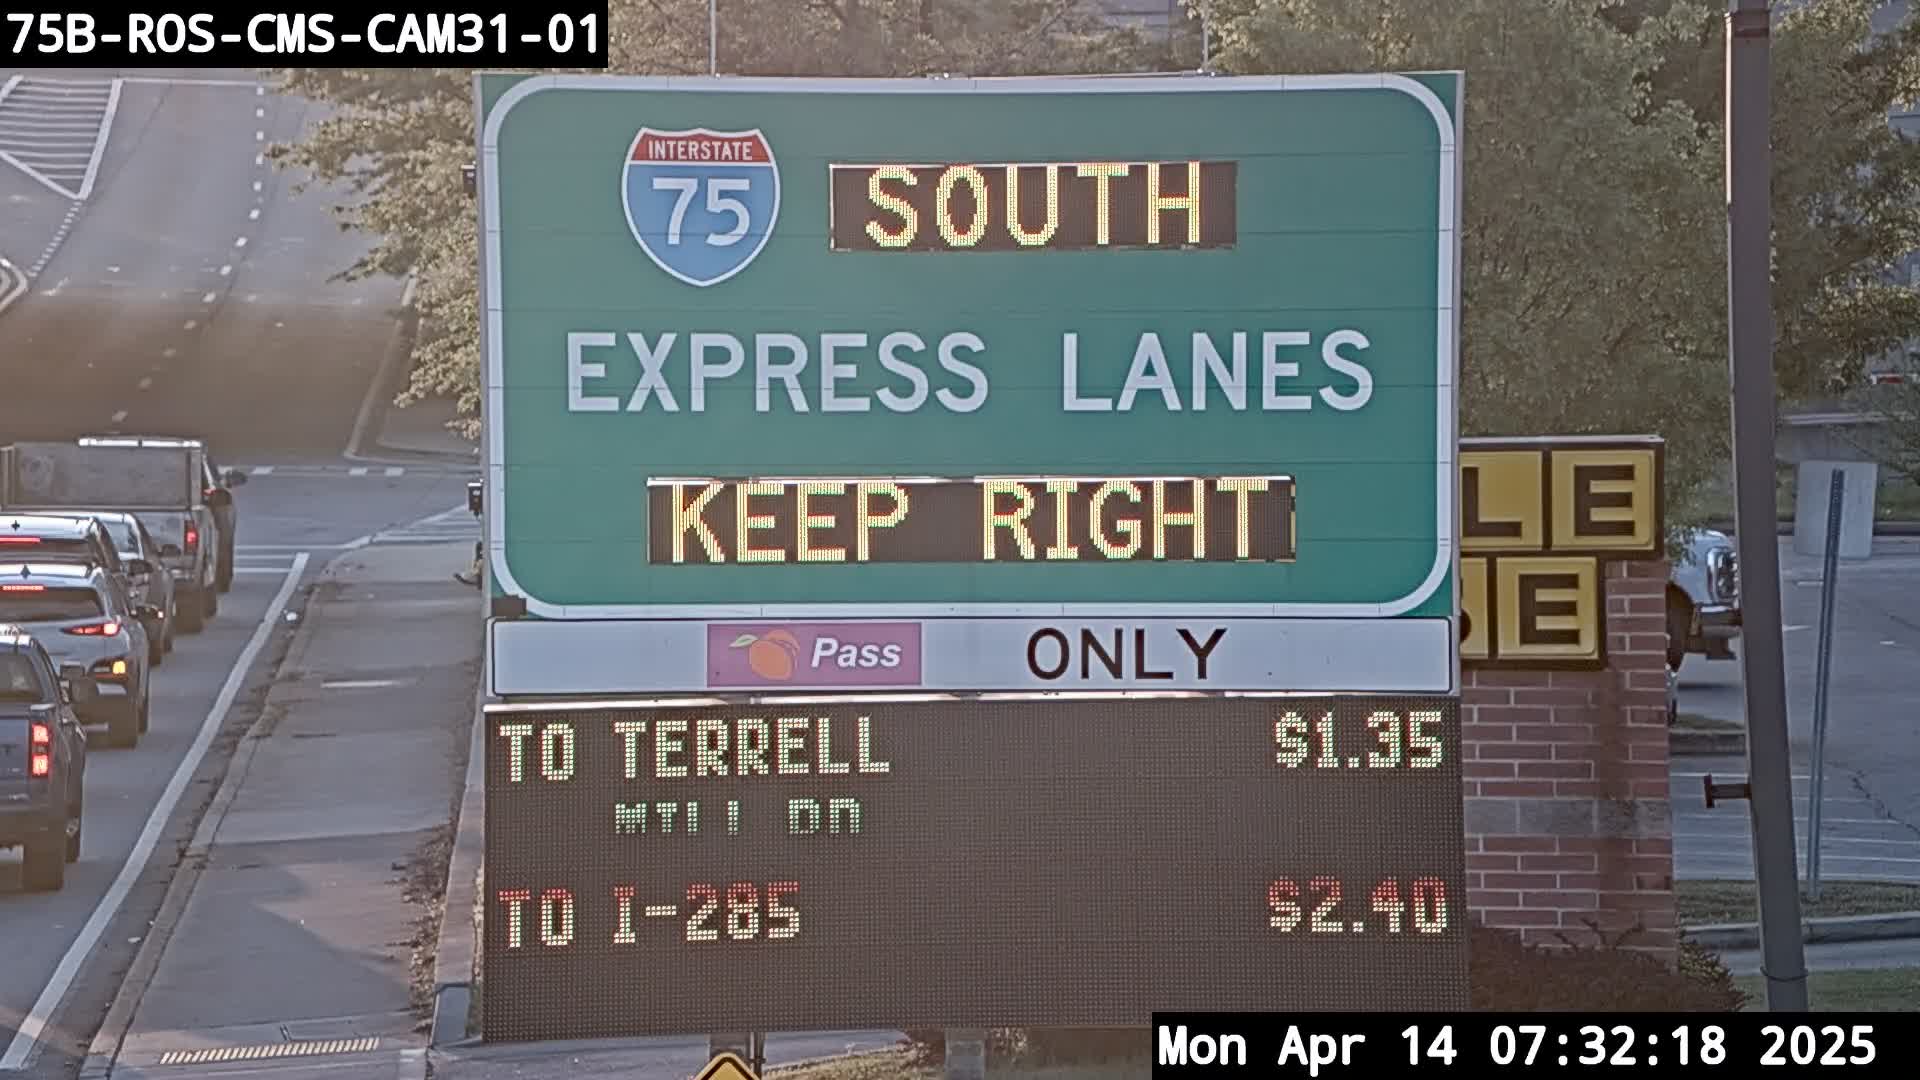 75B-ROS-CMS-CAM31-01
INTERSTATE
75
SOUTH
EXPRESS LANES
KEEP RIGHT
Pass ONLY
TO TERRELL $1.35
TO I-285 $2.40
LE
E
Mon Apr 14 07:32:18 2025